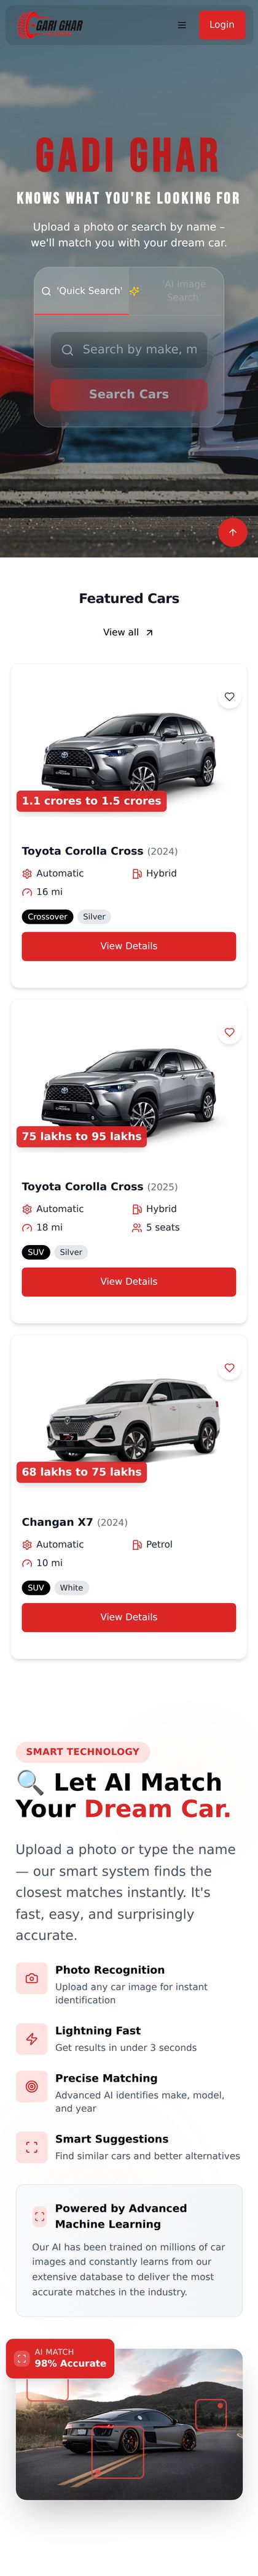 GARI GHAR
Login
GADI GHAR
KNOWS WHAT YOU'RE LOOKING FOR
Upload a photo or search by name –
we'll match you with your dream car.
'Quick Search'
'AI Image
Search'
Search by make, m
Search Cars
Featured Cars
View all
1.1 crores to 1.5 crores
Toyota Corolla Cross (2024)
Automatic
Hybrid
16 mi
Crossover
Silver
View Details
75 lakhs to 95 lakhs
Toyota Corolla Cross (2025)
Automatic
Hybrid
18 mi
5 seats
SUV
Silver
View Details
68 lakhs to 75 lakhs
Changan X7 (2024)
Automatic
Petrol
10 mi
SUV
White
View Details
SMART TECHNOLOGY
🔍 Let AI Match
Your Dream Car.
Upload a photo or type the name
— our smart system finds the
closest matches instantly. It's
fast, easy, and surprisingly
accurate.
Photo Recognition
Upload any car image for instant
identification
Lightning Fast
Get results in under 3 seconds
Precise Matching
Advanced AI identifies make, model,
and year
Smart Suggestions
Find similar cars and better alternatives
Powered by Advanced
Machine Learning
Our AI has been trained on millions of car
images and constantly learns from our
extensive database to deliver the most
accurate matches in the industry.
AI MATCH
98% Accurate